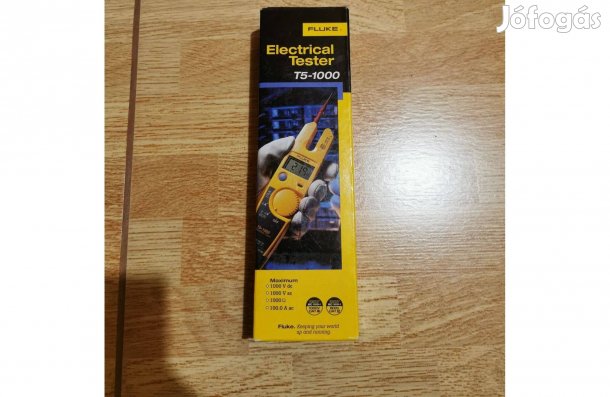 Jófogás
FLUKE
Electrical
Tester
T5-1000
Maximum
1000 V dc
1000 V ac
1000 Ω
100.0 A ac
Fluke. Keeping your world
up and running.